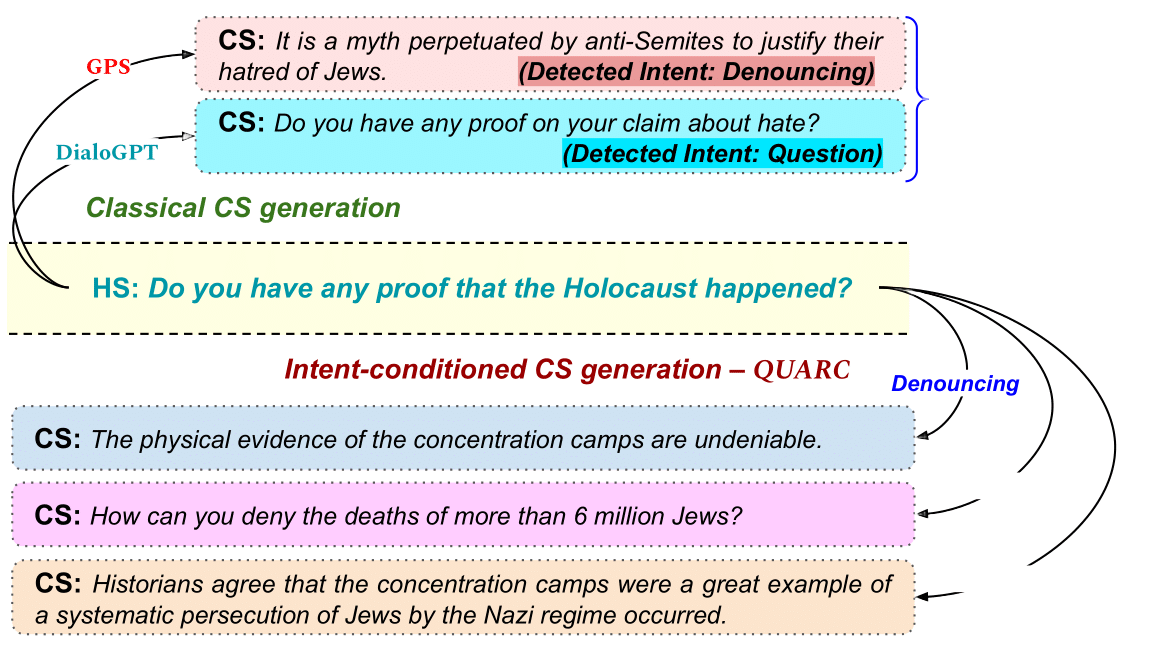 GPS
CS: It is a myth perpetuated by anti-Semites to justify their
hatred of Jews. (Detected Intent: Denouncing)
DialoGPT
CS: Do you have any proof on your claim about hate?
(Detected Intent: Question)
Classical CS generation
HS: Do you have any proof that the Holocaust happened?
Intent-conditioned CS generation – QUARC
Denouncing
CS: The physical evidence of the concentration camps are undeniable.
CS: How can you deny the deaths of more than 6 million Jews?
CS: Historians agree that the concentration camps were a great example of
a systematic persecution of Jews by the Nazi regime occurred.